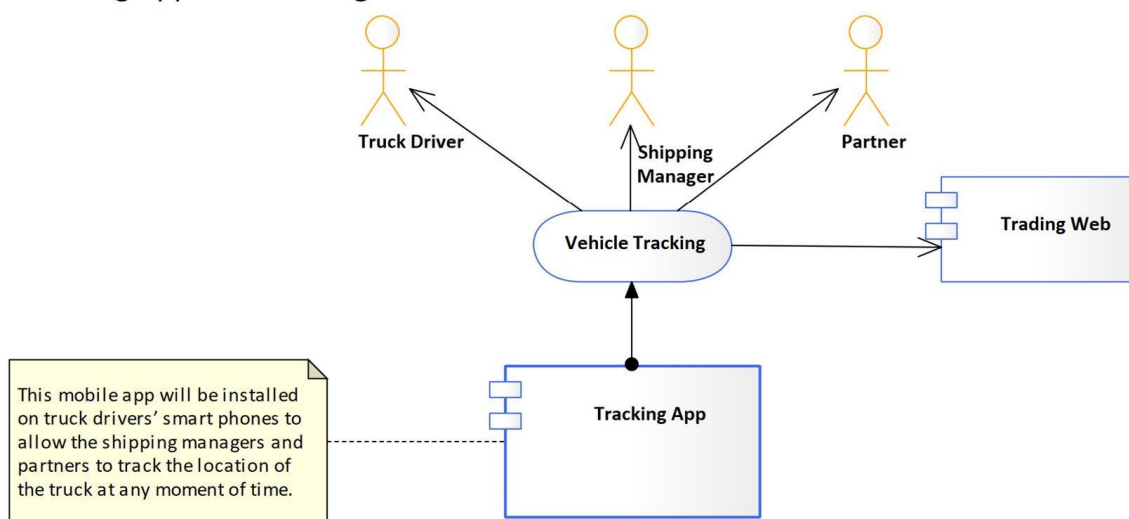 Truck Driver
Shipping
Manager
Partner
Vehicle Tracking
Trading Web
Tracking App
This mobile app will be installed
on truck drivers' smart phones to
allow the shipping managers and
partners to track the location of
the truck at any moment of time.